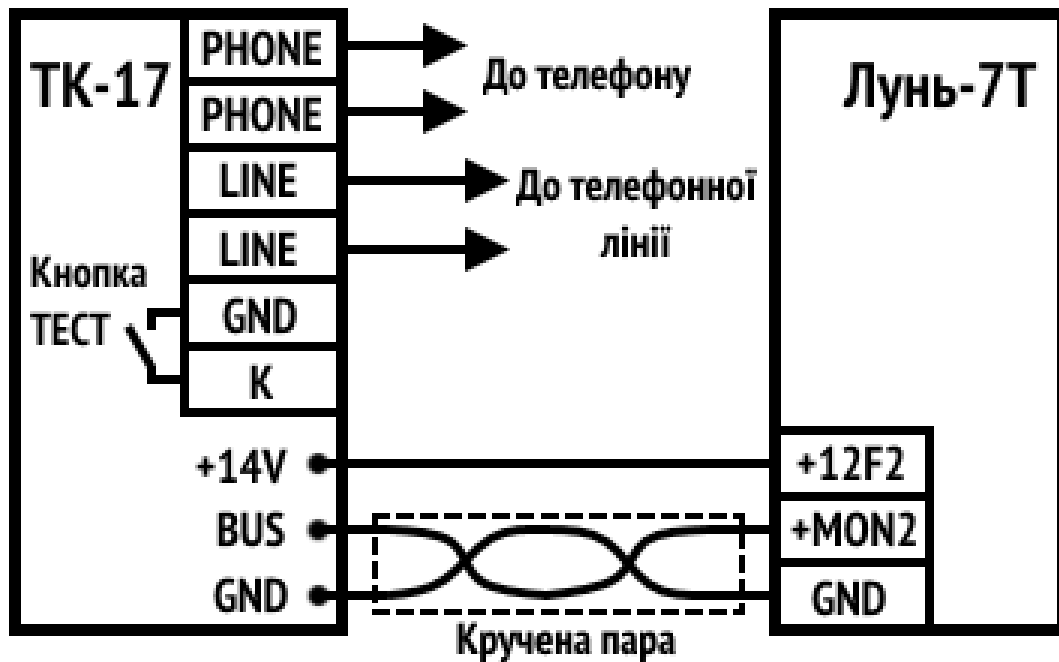 ТК-17
PHONE
PHONE
LINE
LINE
GND
К
До телефону
До телефонної
лінії
Кнопка
ТЕСТ
+14V
BUS
GND
Кручена пара
Лунь-7Т
+12F2
+MON2
GND